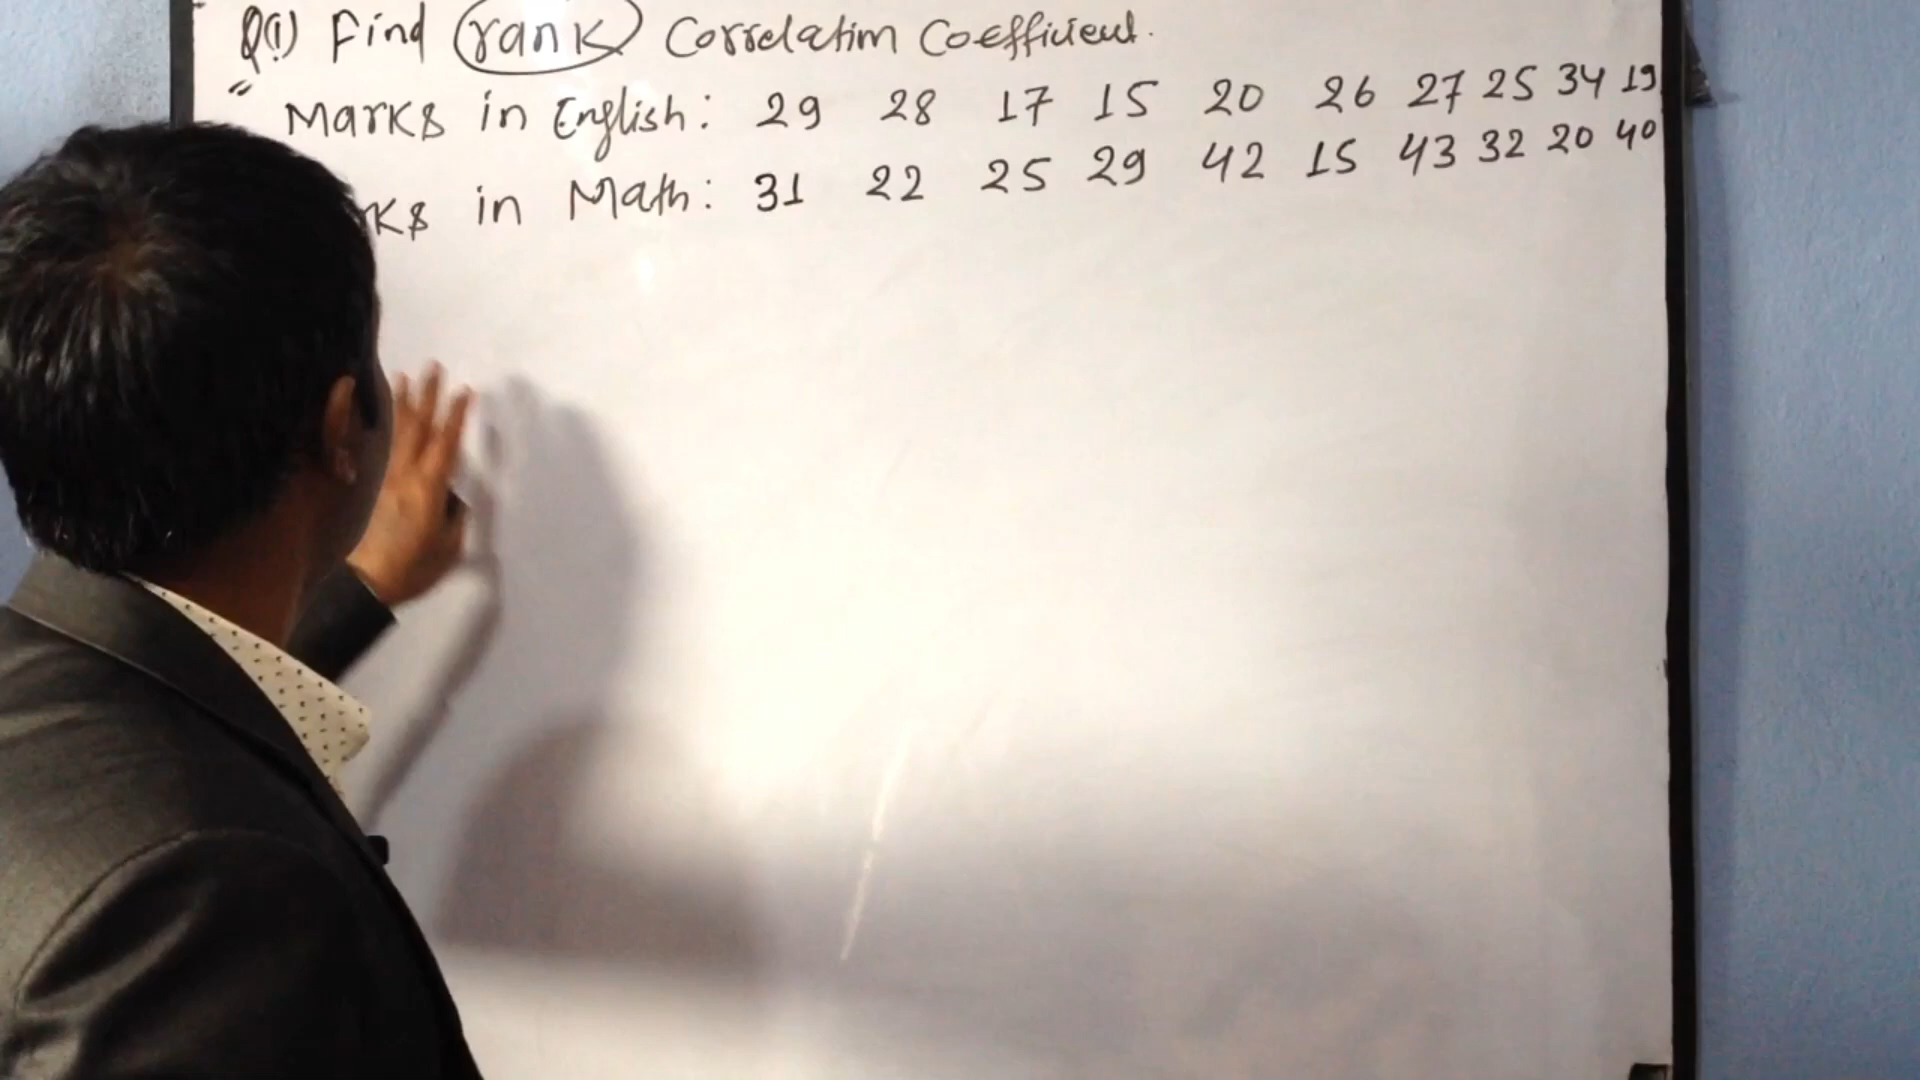 Q(1) Find rank Correlation Coefficient.
Marks in English: 29 28 17 15 20 26 27 25 34 19
ks in Math: 31 22 25 29 42 15 43 32 20 40